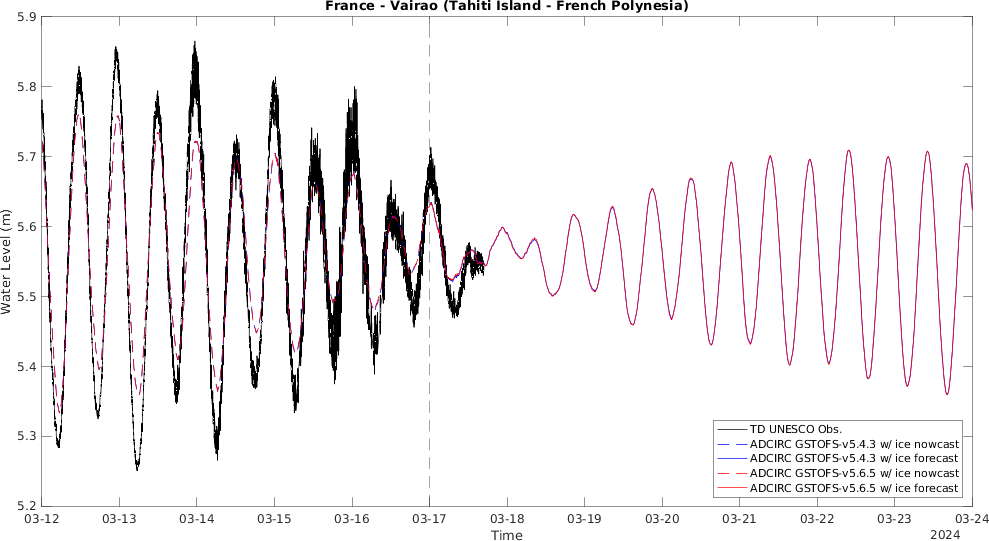 France - Vairao (Tahiti Island - French Polynesia)
5.9
5.8
5.7
5.6
5.5
5.4
5.3
5.2
Water Level (m)
TD UNESCO Obs.
ADCIRC GSTOFS-v5.4.3 w/ ice nowcast
ADCIRC GSTOFS-v5.4.3 w/ ice forecast
ADCIRC GSTOFS-v5.6.5 w/ ice nowcast
ADCIRC GSTOFS-v5.6.5 w/ ice forecast
03-12 03-13 03-14 03-15 03-16 03-17 03-18 03-19 03-20 03-21 03-22 03-23 03-24
Time 2024